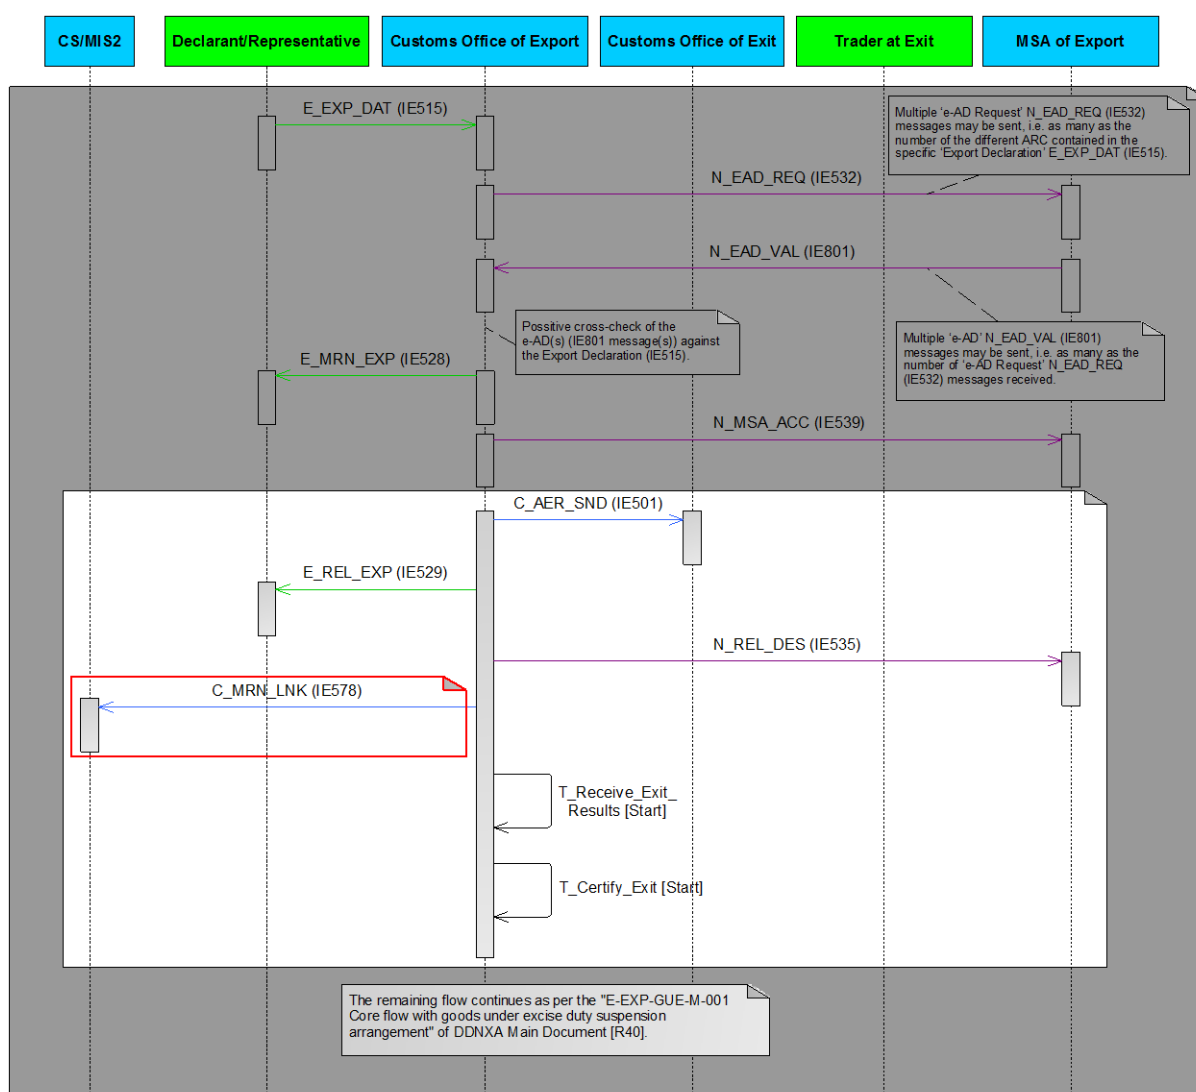 CS/MIS2
Declarant/Representative
Customs Office of Export
Customs Office of Exit
Trader at Exit
MSA of Export
E_EXP_DAT (IE515)
Multiple ‘e-AD Request’ N_EAD_REQ (IE532)
messages may be sent, i.e. as many as the
number of the different ARC contained in the
specific ‘Export Declaration’ E_EXP_DAT (IE515).
N_EAD_REQ (IE532)
N_EAD_VAL (IE801)
Possitive cross-check of the
e-AD(s) (IE801 message(s)) against
the Export Declaration (IE515).
Multiple ‘e-AD’ N_EAD_VAL (IE801)
messages may be sent, i.e. as many as the
number of ‘e-AD Request’ N_EAD_REQ
(IE532) messages received.
E_MRN_EXP (IE528)
N_MSA_ACC (IE539)
C_AER_SND (IE501)
E_REL_EXP (IE529)
N_REL_DES (IE535)
C_MRN_LNK (IE578)
T_Receive_Exit_
Results [Start]
T_Certify_Exit [Start]
The remaining flow continues as per the "E-EXP-GUE-M-001
Core flow with goods under excise duty suspension
arrangement" of DDNXA Main Document [R40].